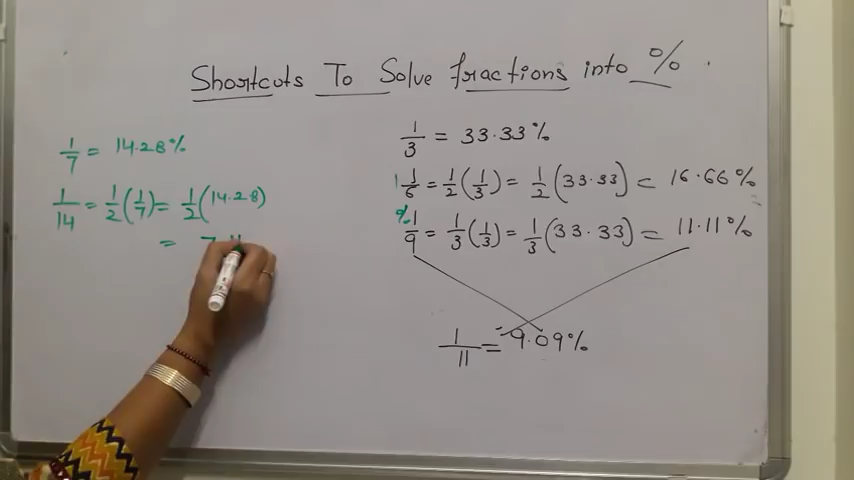 Shortcuts To Solve fractions into %
1/7 = 14.28%
1/14 = 1/2(1/7) = 1/2(14.28)
= 7.
1/3 = 33.33%
1/6 = 1/2(1/3) = 1/2(33.33) = 16.66%
1/9 = 1/3(1/3) = 1/3(33.33) = 11.11%
1/11 = 9.09%